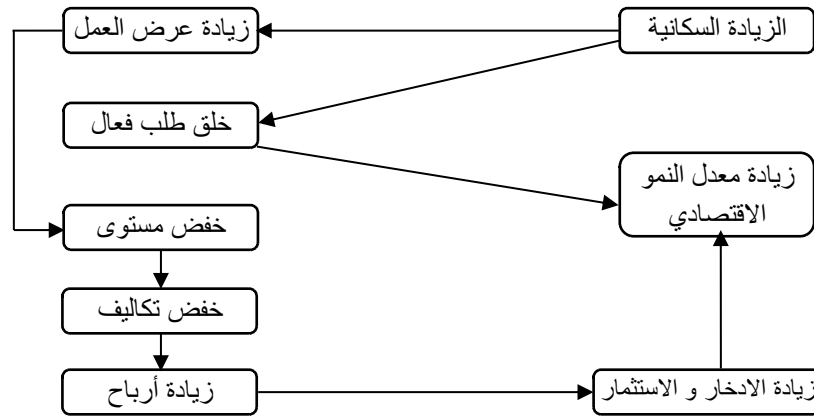 الزيادة السكانية
زيادة عرض العمل
خلق طلب فعال
زيادة معدل النمو
الاقتصادي
خفض مستوى
خفض تكاليف
زيادة أرباح
زيادة الادخار و الاستثمار